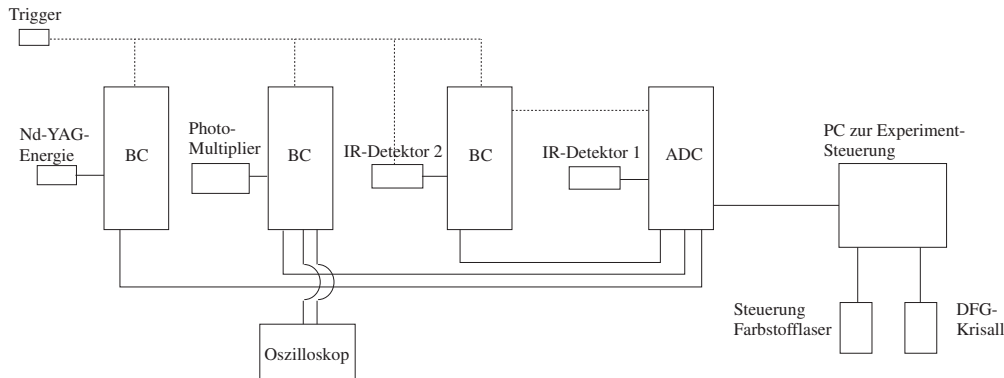 Trigger
Nd-YAG-
Energie
BC
Photo-
Multiplier
BC
IR-Detektor 2
BC
IR-Detektor 1
ADC
PC zur Experiment-
Steuerung
Steuerung
Farbstofflaser
DFG-
Krisall
Oszilloskop